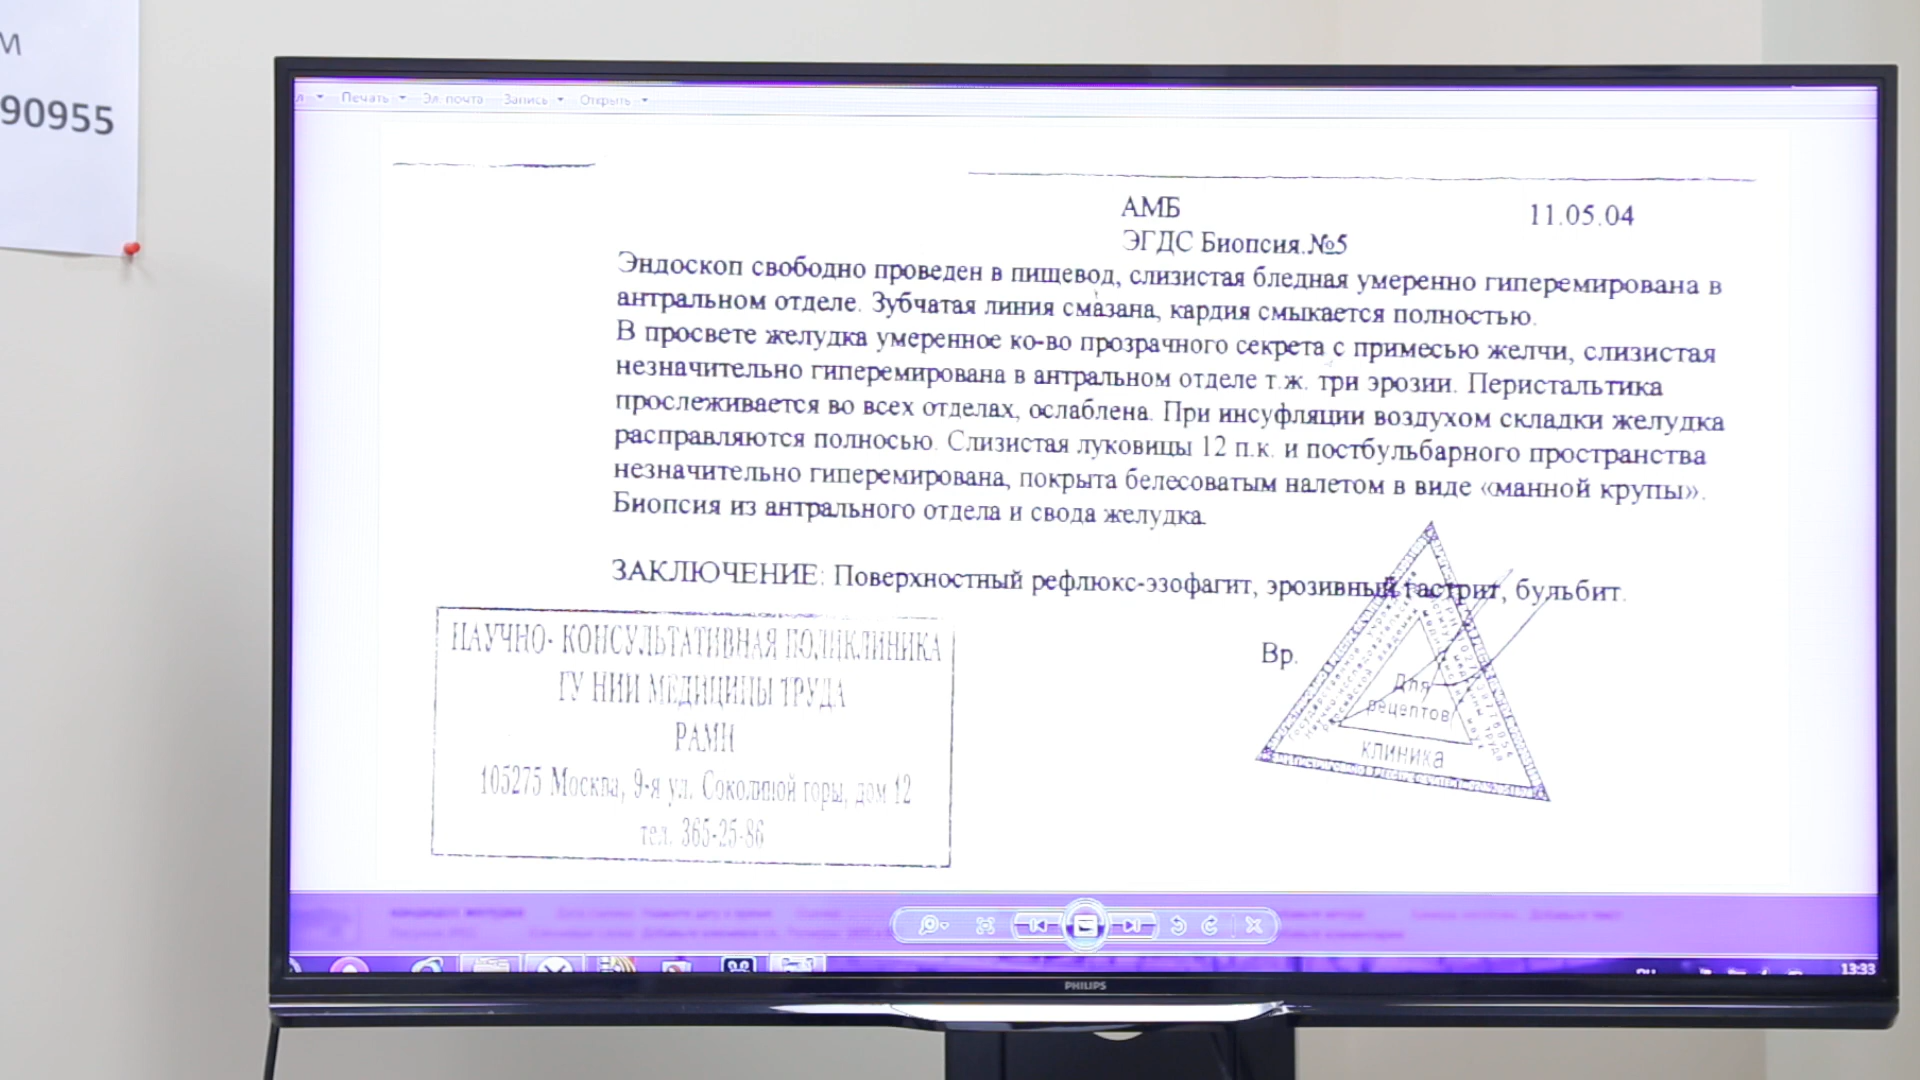 м
90955
л Печать Эл. почта Запись Открыть
АМБ 11.05.04
ЭГДС Биопсия.№5
Эндоскоп свободно проведен в пищевод, слизистая бледная умеренно гиперемирована в
антральном отделе. Зубчатая линия смазана, кардия смыкается полностью.
В просвете желудка умеренное ко-во прозрачного секрета с примесью желчи, слизистая
незначительно гиперемирована в антральном отделе т.ж. три эрозии. Перистальтика
прослеживается во всех отделах, ослаблена. При инсуфляции воздухом складки желудка
расправляются полносью. Слизистая луковицы 12 п.к. и постбульбарного пространства
незначительно гиперемирована, покрыта белесоватым налетом в виде «манной крупы».
Биопсия из антрального отдела и свода желудка.
ЗАКЛЮЧЕНИЕ: Поверхностный рефлюкс-эзофагит, эрозивный гастрит, бульбит.
Вр.
НАУЧНО- КОНСУЛЬТАТИВНАЯ ПОЛИКЛИНИКА
ГУ НИИ МЕДИЦИНЫ ТРУДА
РАМН
105275 Москва, 9-я ул. Соколиной горы, дом 12
тел. 365-25-86
Для
рецептов
клиника
13:33
PHILIPS